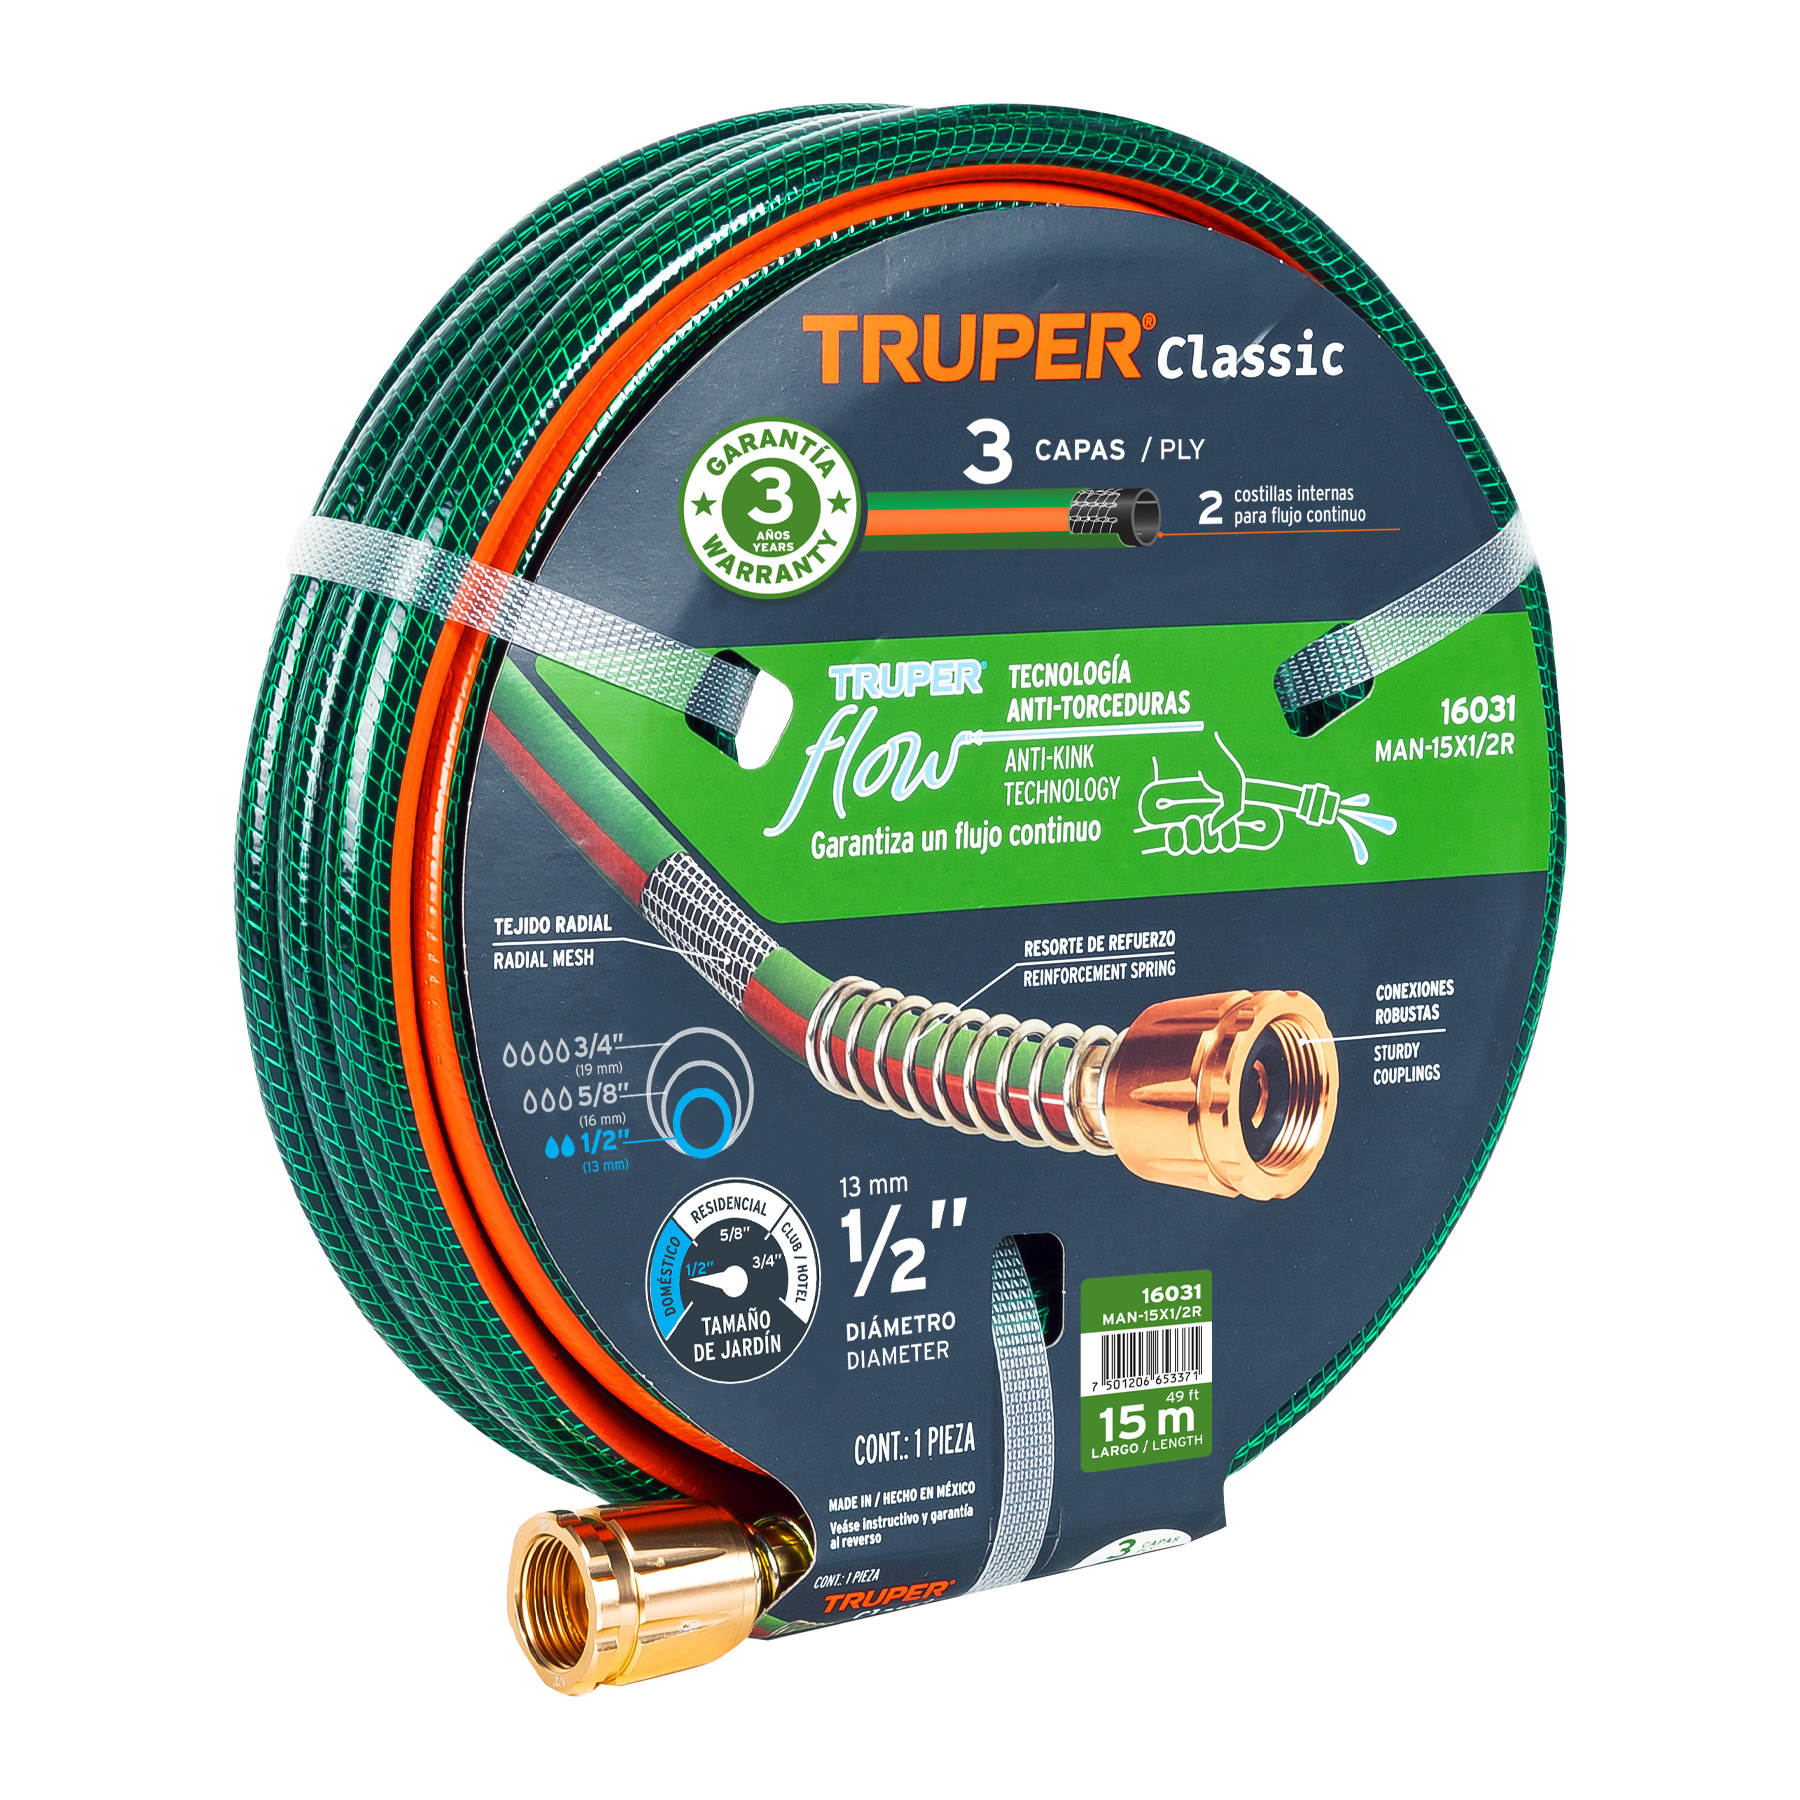 TRUPER® Classic
GARANTÍA
3
AÑOS
YEARS
WARRANTY
3 CAPAS / PLY
2 costillas internas
para flujo continuo
TRUPER®
flow
TECNOLOGÍA
ANTI-TORCEDURAS
ANTI-KINK
TECHNOLOGY
Garantiza un flujo continuo
16031
MAN-15X1/2R
TEJIDO RADIAL
RADIAL MESH
RESORTE DE REFUERZO
REINFORCEMENT SPRING
CONEXIONES
ROBUSTAS
STURDY
COUPLINGS
3/4"
(19 mm)
5/8"
(16 mm)
1/2"
(13 mm)
DOMÉSTICO
RESIDENCIAL
CLUB / HOTEL
1/2"
5/8"
3/4"
TAMAÑO
DE JARDÍN
13 mm
1/2"
DIÁMETRO
DIAMETER
16031
MAN-15X1/2R
7 501206 653371
49 ft
15 m
LARGO / LENGTH
CONT.: 1 PIEZA
MADE IN / HECHO EN MÉXICO
Veáse instructivo y garantía
al reverso
3 CAPAS
CONT.: 1 PIEZA
TRUPER®